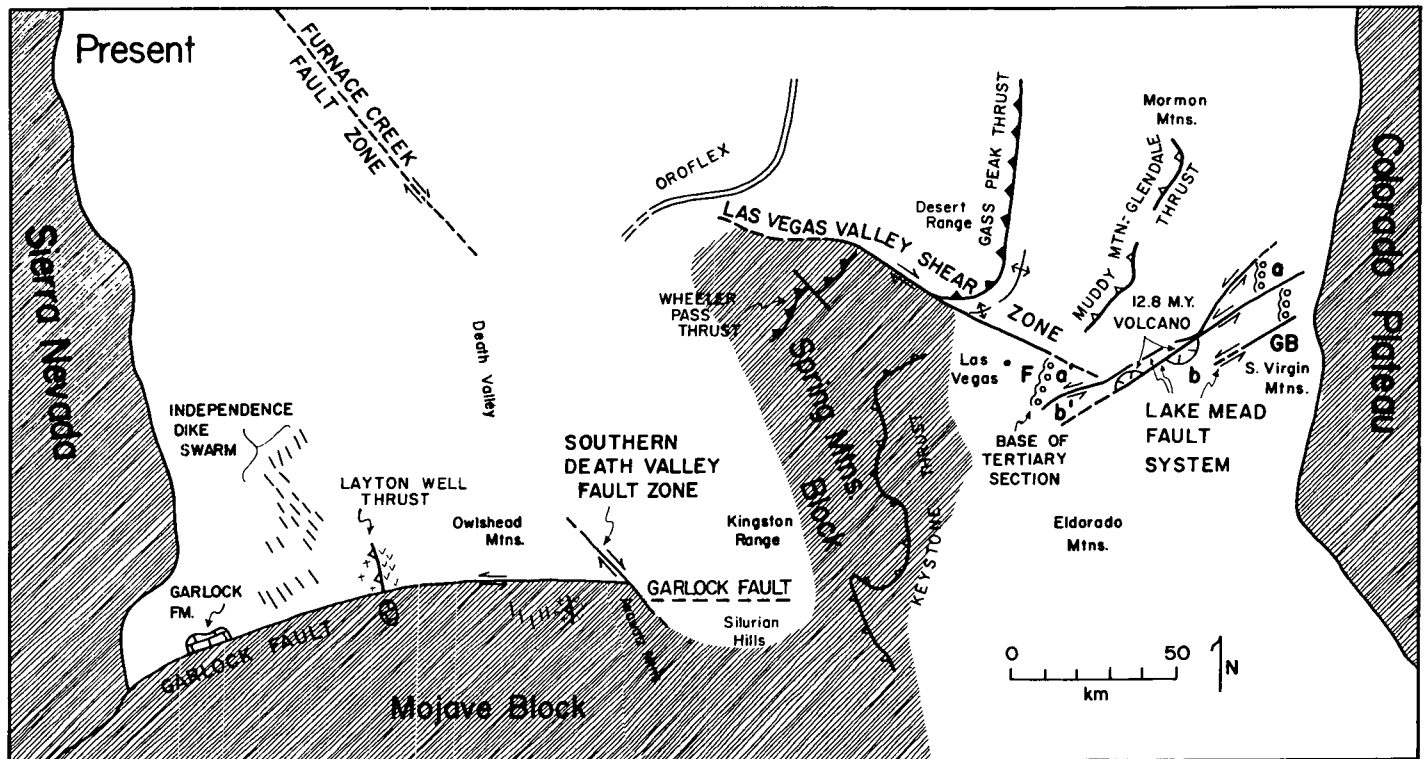 Present
FURNACE CREEK
FAULT ZONE
Sierra Nevada
Death Valley
OROFLEX
LAS VEGAS VALLEY SHEAR
ZONE
Desert
Range
GASS PEAK THRUST
Mormon
Mtns.
MUDDY MTN.-GLENDALE
THRUST
Colorado Plateau
WHEELER
PASS
THRUST
Spring Mtns
Block
KEYSTONE
THRUST
Las
Vegas
12.8 M.Y.
VOLCANO
a
GB
S. Virgin
Mtns.
b
F
a'
b'
BASE OF
TERTIARY
SECTION
LAKE MEAD
FAULT
SYSTEM
INDEPENDENCE
DIKE
SWARM
LAYTON WELL
THRUST
Owlshead
Mtns.
SOUTHERN
DEATH VALLEY
FAULT ZONE
Kingston
Range
Eldorado
Mtns.
GARLOCK
FM.
GARLOCK FAULT
GARLOCK FAULT
Silurian
Hills
Mojave Block
0 50
km
N